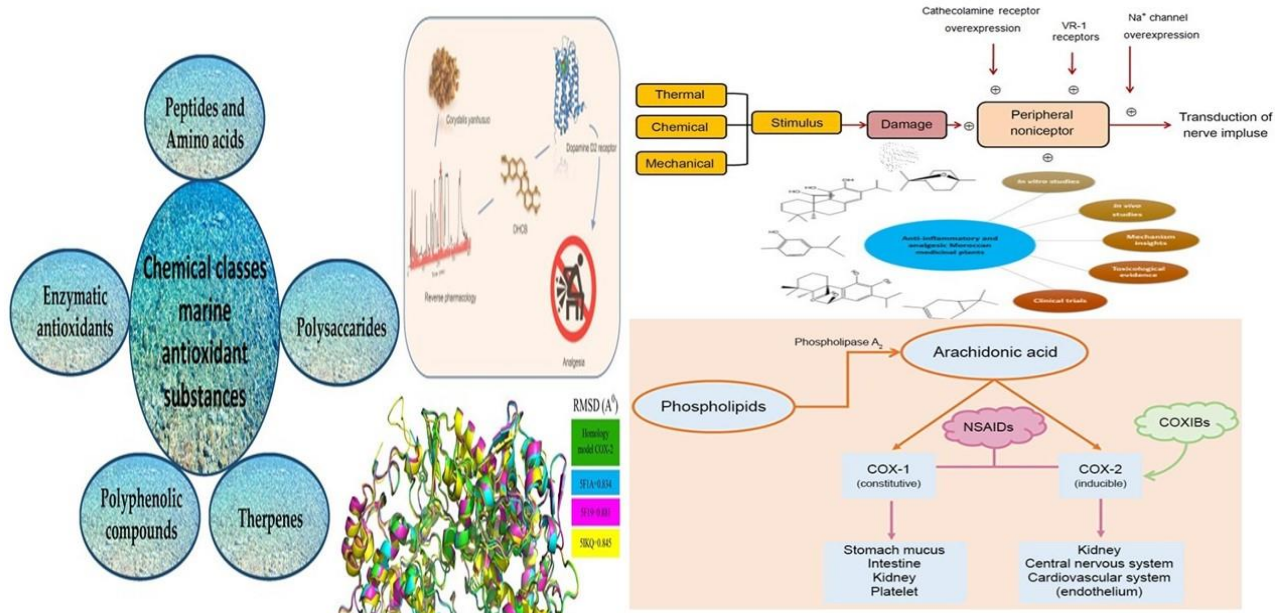 Peptides and
Amino acids
Chemical classes
marine
antioxidant
substances
Enzymatic
antioxidants
Polysaccarides
Polyphenolic
compounds
Therpenes
Corydalis yanhusuo
Dopamine D2 receptor
DHCB
Reverse pharmacology
Analgesia
RMSD (A⁰)
Homology
model COX-2
5F1A=0.834
5IKQ=0.845
Cathecolamine receptor
overexpression
VR-1
receptors
Na⁺ channel
overexpression
Thermal
Chemical
Mechanical
Stimulus
Damage
Peripheral
noniceptor
Transduction of
nerve impluse
In vitro studies
In vivo
studies
Mechanism
insights
Toxicological
evidence
Clinical trials
Anti-inflammatory and
analgesic Moroccan
medicinal plants
Phospholipase A₂
Arachidonic acid
Phospholipids
NSAIDs
COXIBs
COX-1
(constitutive)
COX-2
(inducible)
Stomach mucus
Intestine
Kidney
Platelet
Kidney
Central nervous system
Cardiovascular system
(endothelium)